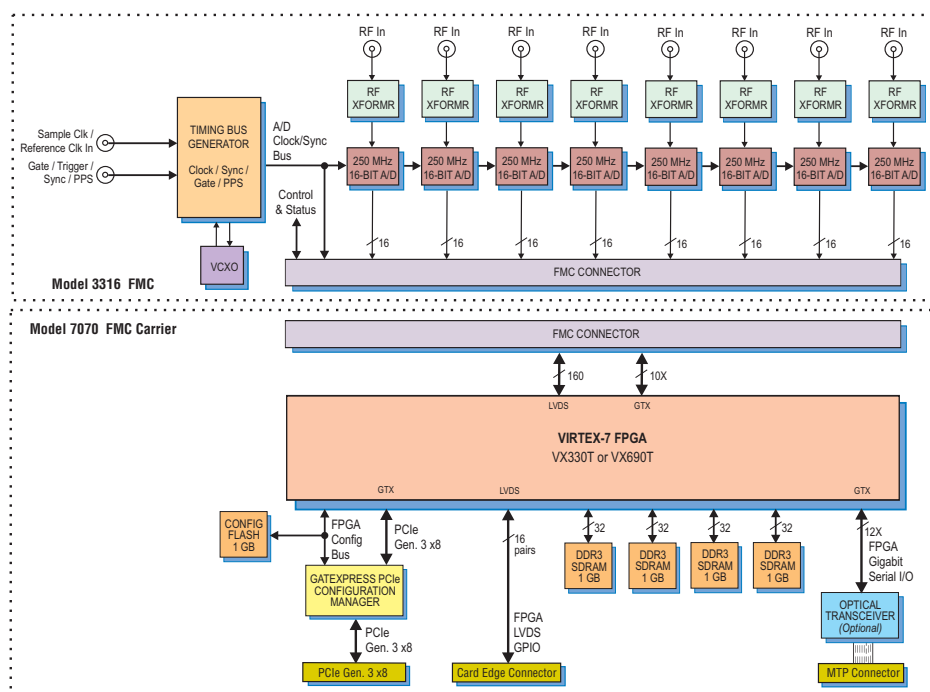 RF In RF In RF In RF In RF In RF In RF In RF In
RF XFORMR
RF XFORMR
RF XFORMR
RF XFORMR
RF XFORMR
RF XFORMR
RF XFORMR
RF XFORMR
Sample Clk /
Reference Clk In
Gate / Trigger /
Sync / PPS
TIMING BUS
GENERATOR
Clock / Sync /
Gate / PPS
A/D
Clock/Sync
Bus
250 MHz
16-BIT A/D
250 MHz
16-BIT A/D
250 MHz
16-BIT A/D
250 MHz
16-BIT A/D
250 MHz
16-BIT A/D
250 MHz
16-BIT A/D
250 MHz
16-BIT A/D
250 MHz
16-BIT A/D
Control
& Status
16 16 16 16 16 16 16 16
VCXO
FMC CONNECTOR
Model 3316 FMC
Model 7070 FMC Carrier
FMC CONNECTOR
160
10X
LVDS
GTX
VIRTEX-7 FPGA
VX330T or VX690T
GTX
LVDS
GTX
CONFIG
FLASH
1 GB
FPGA
Config
Bus
PCIe
Gen. 3 x8
16
pairs
32 32 32 32
12X
FPGA
Gigabit
Serial I/O
DDR3
SDRAM
1 GB
DDR3
SDRAM
1 GB
DDR3
SDRAM
1 GB
DDR3
SDRAM
1 GB
GATEXPRESS PCIe
CONFIGURATION
MANAGER
OPTICAL
TRANSCEIVER
(Optional)
PCIe
Gen. 3 x8
FPGA
LVDS
GPIO
PCIe Gen. 3 x8
Card Edge Connector
MTP Connector